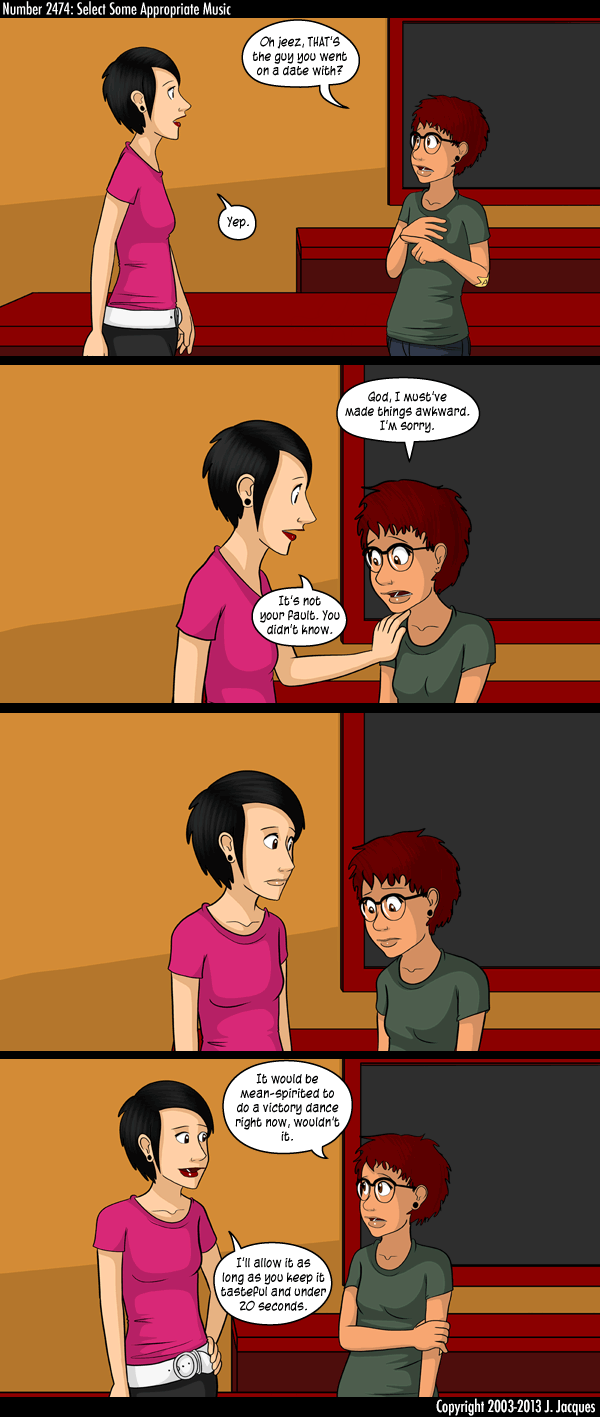 Number 2474: Select Some Appropriate Music
Oh jeez, THAT'S
the guy you went
on a date with?
Yep.
God, I must've
made things awkward.
I'm sorry.
It's not
your fault. You
didn't know.
It would be
mean-spirited to
do a victory dance
right now, wouldn't
it.
I'll allow it as
long as you keep it
tasteful and under
20 seconds.
Copyright 2003-2013 J. Jacques